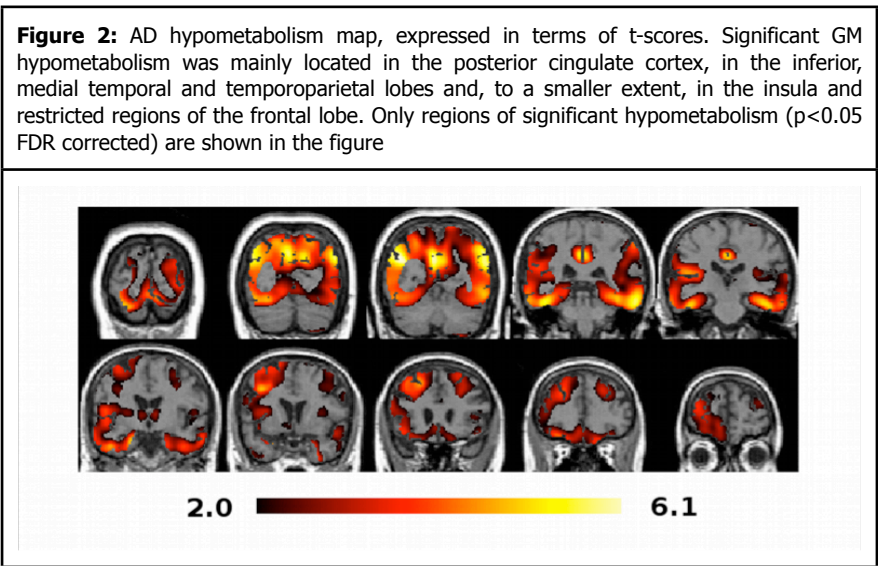 Figure 2: AD hypometabolism map, expressed in terms of t-scores. Significant GM
hypometabolism was mainly located in the posterior cingulate cortex, in the inferior,
medial temporal and temporoparietal lobes and, to a smaller extent, in the insula and
restricted regions of the frontal lobe. Only regions of significant hypometabolism (p<0.05
FDR corrected) are shown in the figure
2.0 6.1